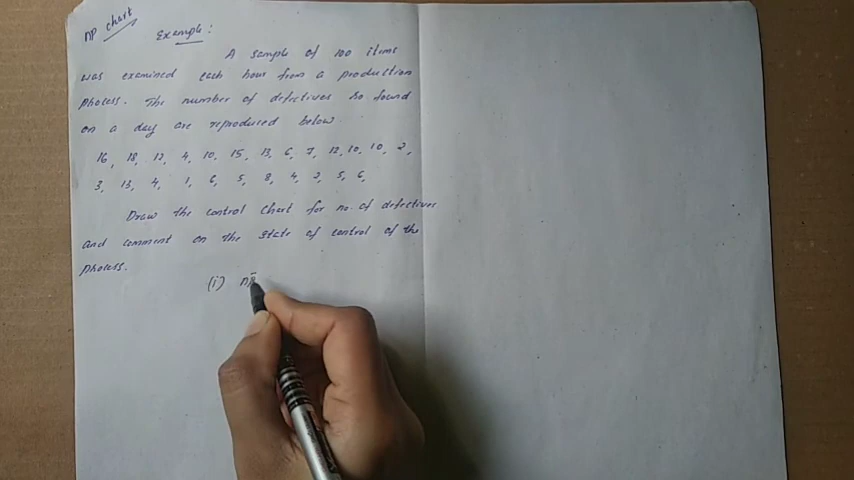 NP chart
Example:
A sample of 100 items
was examined each hour from a production
process. The number of defectives so found
on a day are reproduced below.
16, 18, 12, 4, 10, 15, 13, 6, 7, 12, 10, 10, 2,
3, 13, 4, 1, 6, 5, 8, 4, 2, 5, 6,
Draw the control chart for no. of defectives
and comment on the state of control of the
process.
(i) np̄